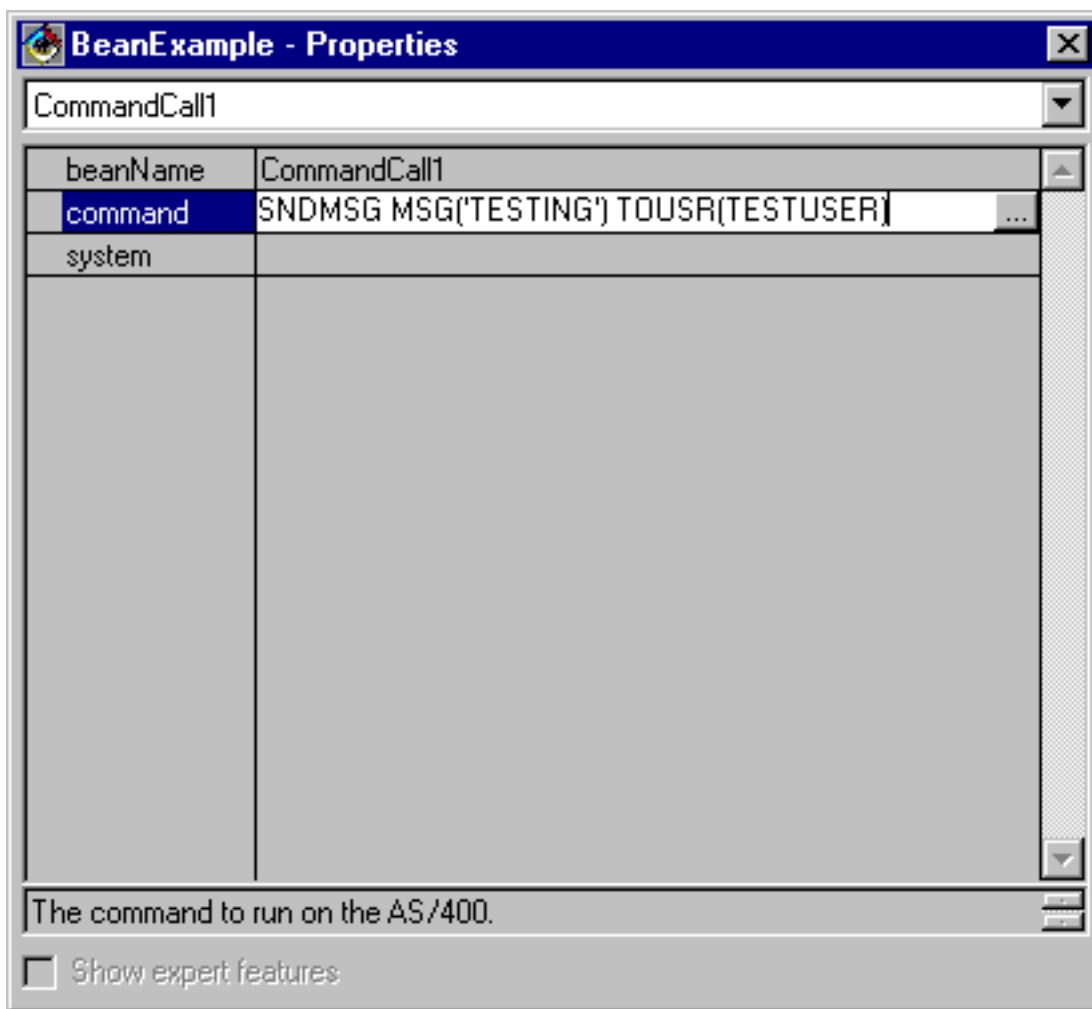 BeanExample - Properties
CommandCall1
beanName CommandCall1
command SNDMSG MSG('TESTING') TOUSR(TESTUSER) ...
system
The command to run on the AS/400.
Show expert features